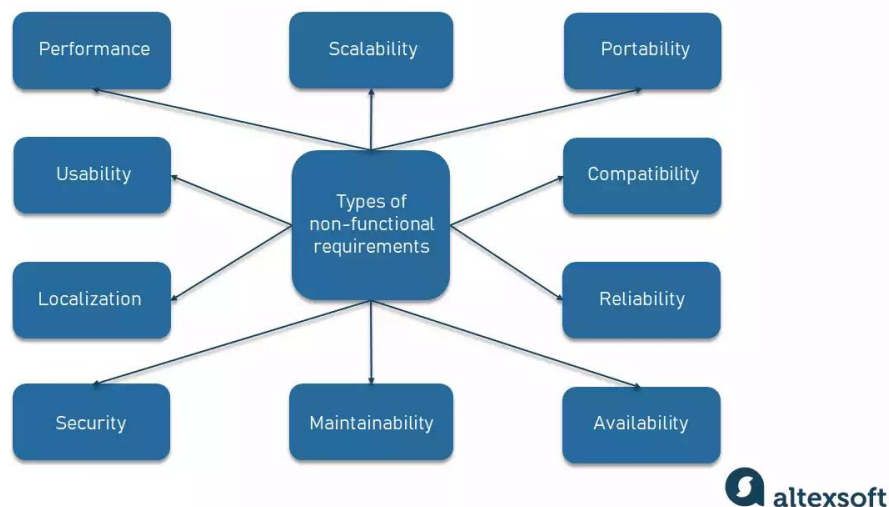 Performance
Scalability
Portability
Usability
Types of
non-functional
requirements
Compatibility
Localization
Reliability
Security
Maintainability
Availability
altexsoft